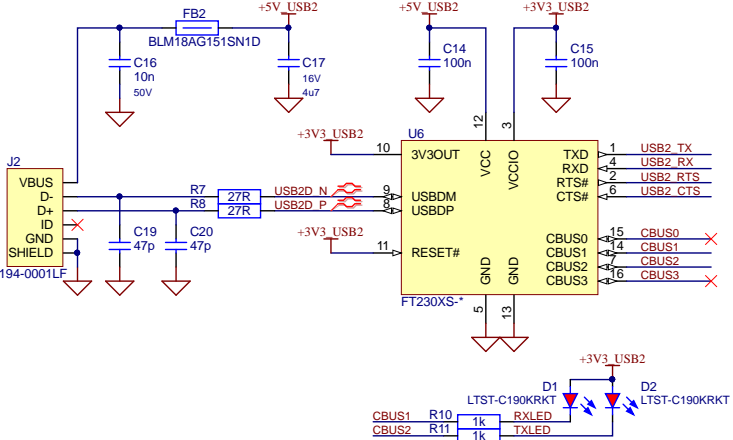 +5V_USB2
+5V_USB2
+3V3_USB2
FB2
BLM18AG151SN1D
C16
10n
50V
C17
16V
4u7
C14
100n
C15
100n
+3V3_USB2
U6
12
3
10
3V3OUT
VCC
VCCIO
TXD
1
USB2_TX
RXD
4
USB2_RX
RTS#
2
USB2_RTS
CTS#
6
USB2_CTS
J2
VBUS
D-
D+
ID
GND
SHIELD
194-0001LF
R7
27R
USB2D_N
9
USBDM
R8
27R
USB2D_P
8
USBDP
C19
47p
C20
47p
+3V3_USB2
11
RESET#
CBUS0
15
CBUS0
CBUS1
14
CBUS1
CBUS2
7
CBUS2
CBUS3
16
CBUS3
GND
GND
FT230XS-*
5
13
+3V3_USB2
D1
LTST-C190KRKT
D2
LTST-C190KRKT
CBUS1
R10
1k
RXLED
CBUS2
R11
1k
TXLED